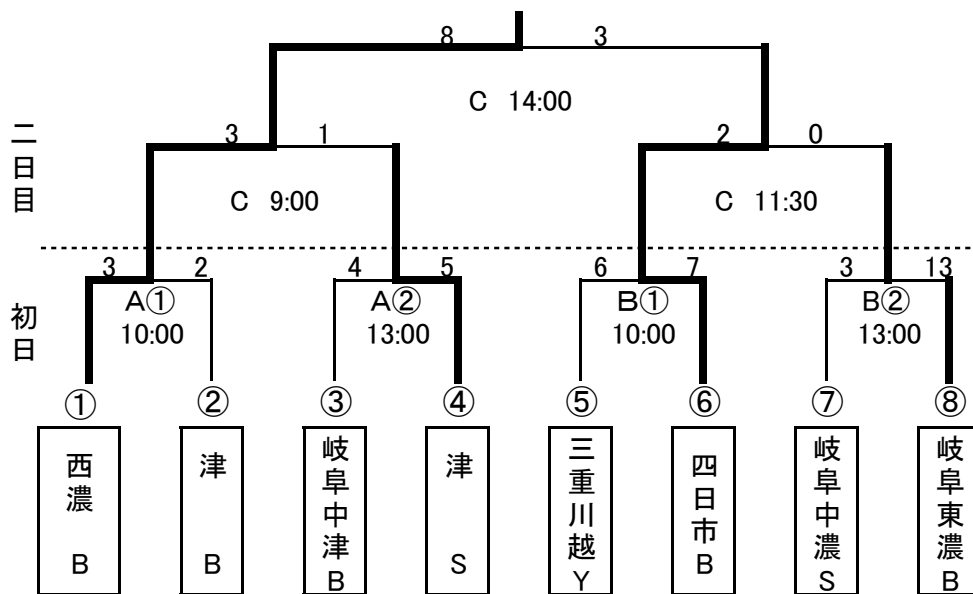 8 3
C 14:00
二日目
3 1 2 0
C 9:00 C 11:30
3 2 4 5 6 7 3 13
初日
A① A② B① B②
10:00 13:00 10:00 13:00
① ② ③ ④ ⑤ ⑥ ⑦ ⑧
西濃 B
津 B
岐阜中津 B
津 S
三重川越 Y
四日市 B
岐阜中濃 S
岐阜東濃 B